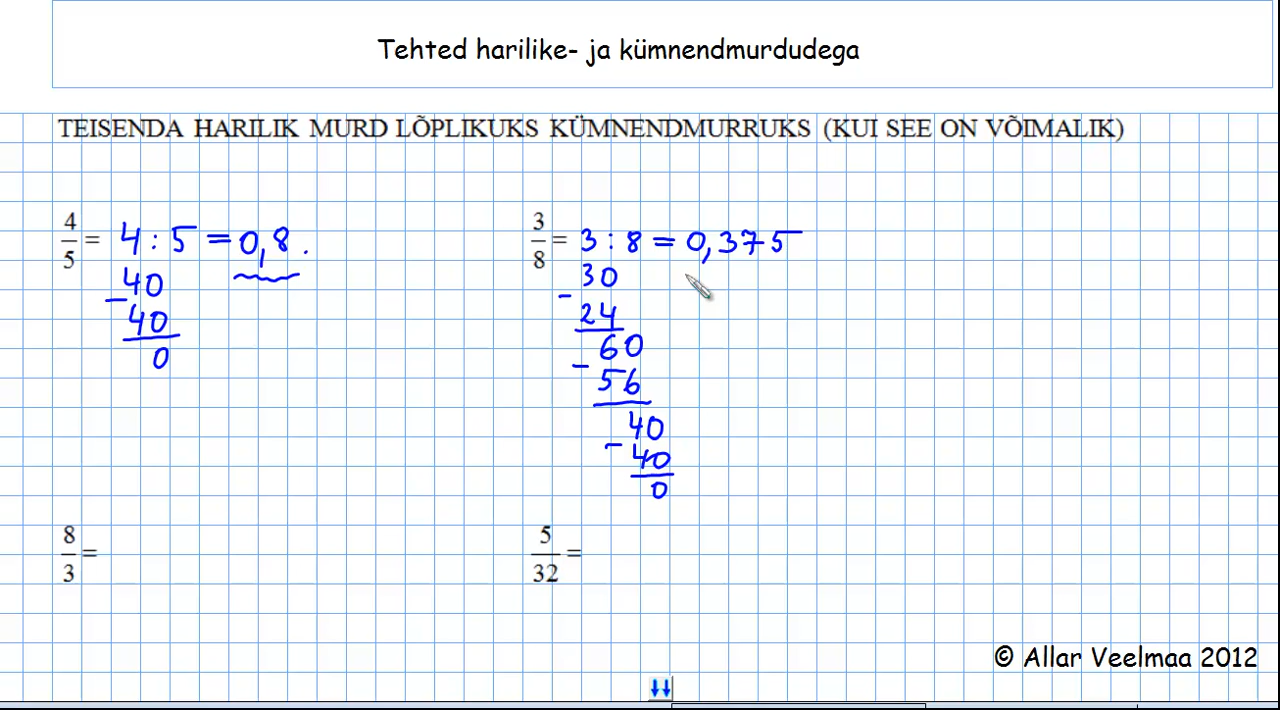 Tehted harilike- ja kümnendmurdudega
TEISENDA HARILIK MURD LÕPLIKUKS KÜMNENDMURRUKS (KUI SEE ON VÕIMALIK)
4/5 = 4 : 5 = 0,8.
40
- 40
0
3/8 = 3 : 8 = 0,375
30
- 24
60
- 56
40
- 40
0
8/3 =
5/32 =
© Allar Veelmaa 2012